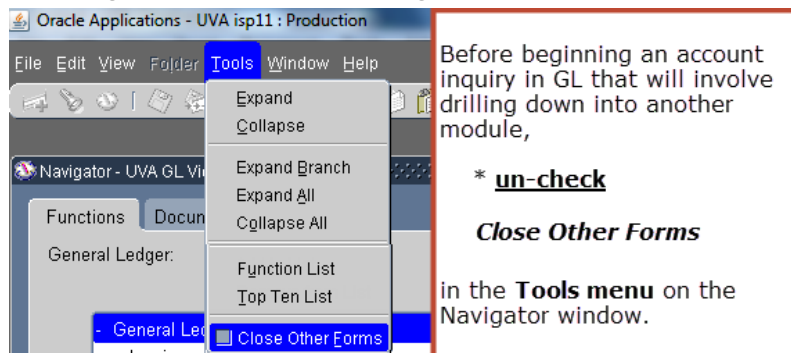 Oracle Applications - UVA isp11 : Production
File Edit View Folder Tools Window Help
Expand
Collapse
Navigator - UVA GL Vi
Expand Branch
Expand All
Functions Docun
Collapse All
General Ledger:
Function List
Top Ten List
- General Led
Close Other Forms
Before beginning an account
inquiry in GL that will involve
drilling down into another
module,
* un-check
Close Other Forms
in the Tools menu on the
Navigator window.